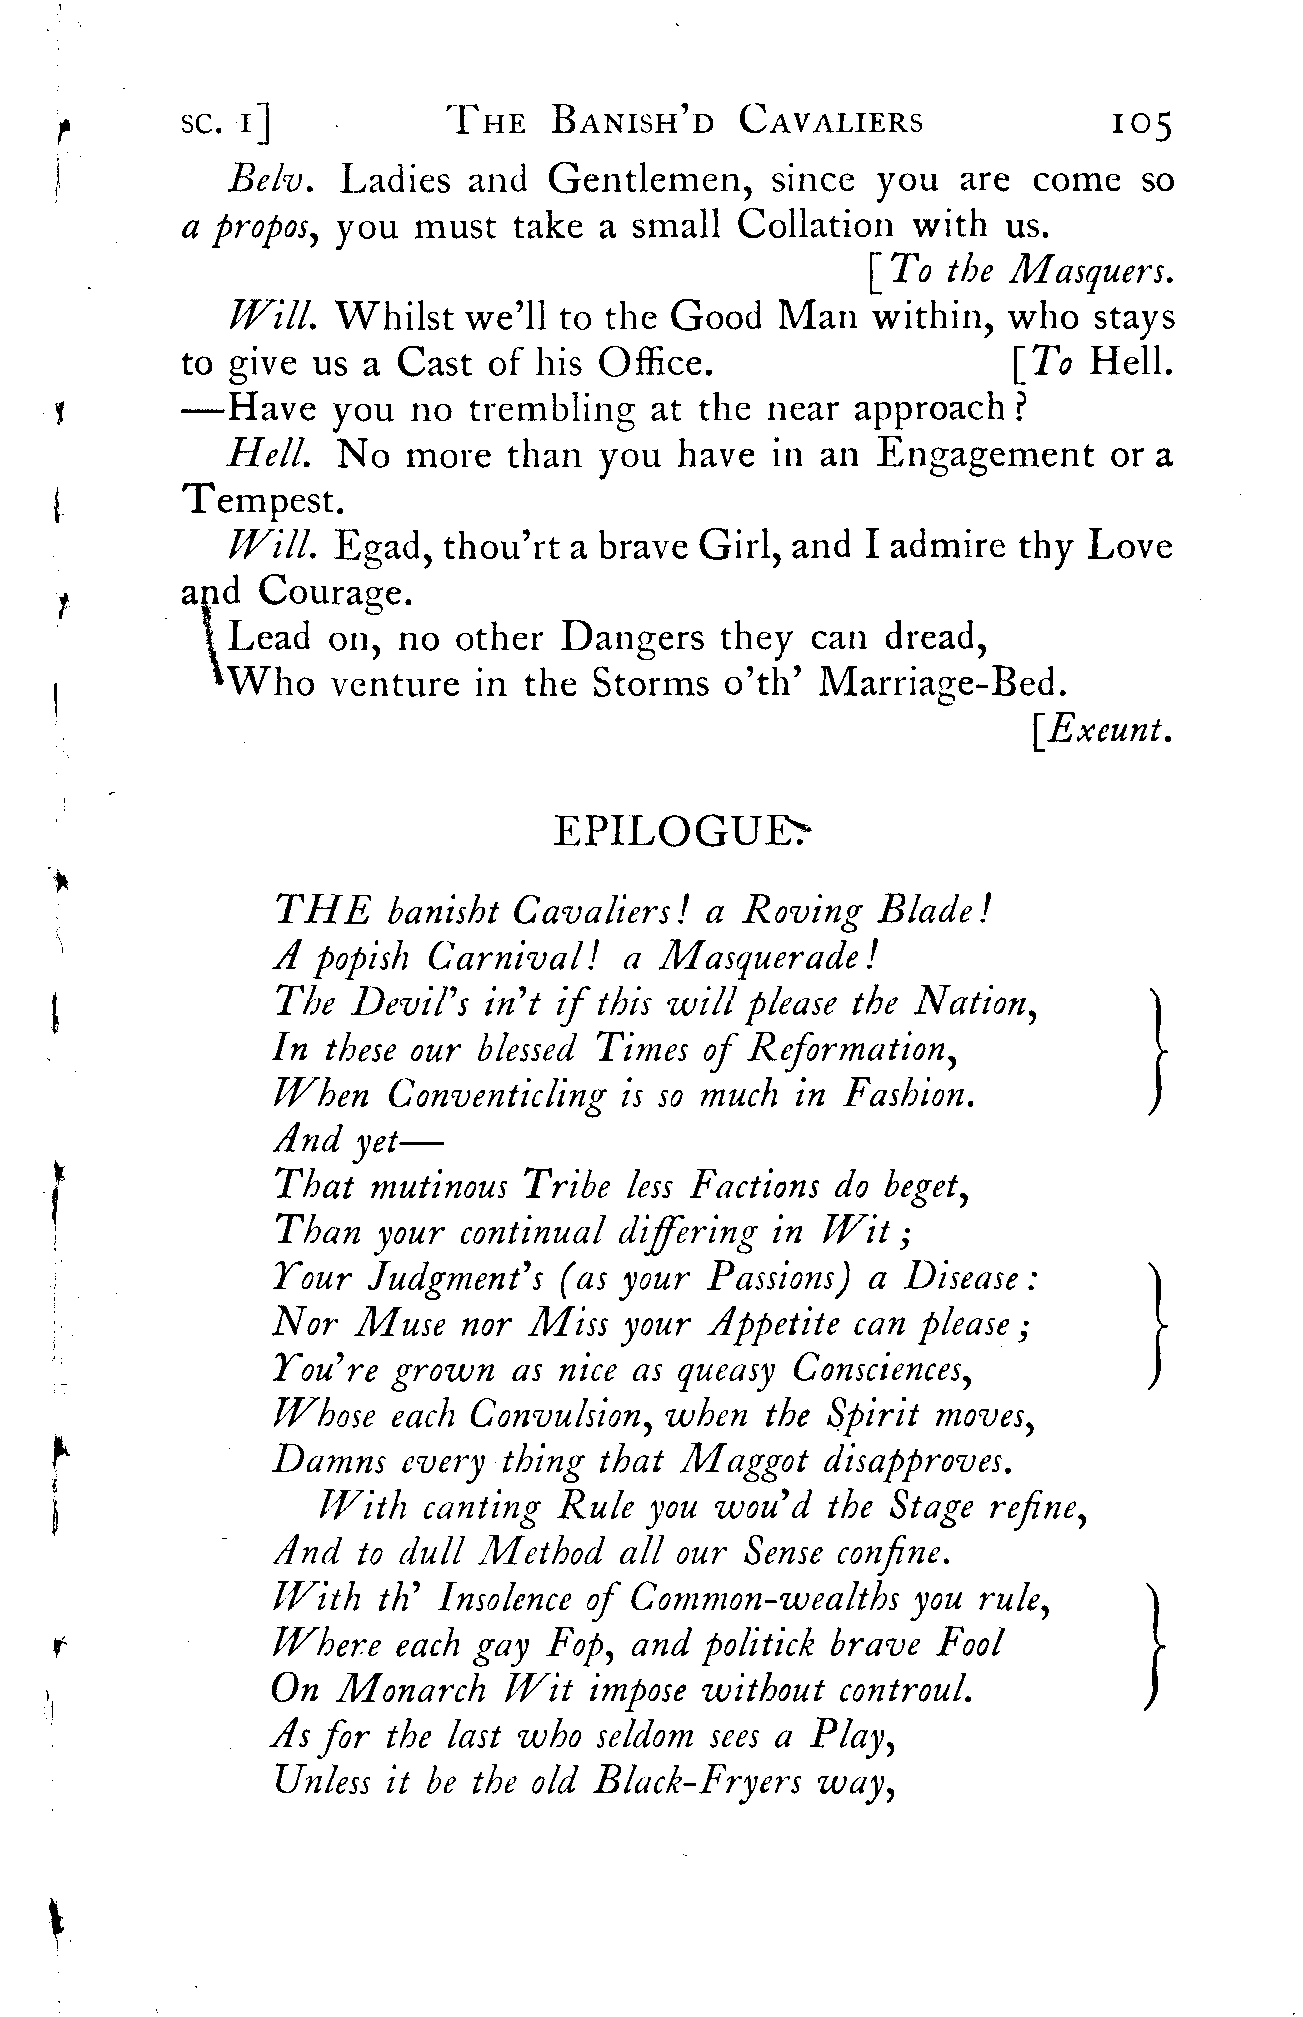 SC. I] THE BANISH'D CAVALIERS 105
Belv. Ladies and Gentlemen, since you are come so
a propos, you must take a small Collation with us.
[To the Masquers.
Will. Whilst we'll to the Good Man within, who stays
to give us a Cast of his Office. [To Hell.
—Have you no trembling at the near approach?
Hell. No more than you have in an Engagement or a
Tempest.
Will. Egad, thou'rt a brave Girl, and I admire thy Love
and Courage.
Lead on, no other Dangers they can dread,
Who venture in the Storms o'th' Marriage-Bed.
[Exeunt.
EPILOGUE.
THE banisht Cavaliers! a Roving Blade!
A popish Carnival! a Masquerade!
The Devil's in't if this will please the Nation,
In these our blessed Times of Reformation,
When Conventicling is so much in Fashion.
And yet—
That mutinous Tribe less Factions do beget,
Than your continual differing in Wit;
Your Judgment's (as your Passions) a Disease:
Nor Muse nor Miss your Appetite can please;
You're grown as nice as queasy Consciences,
Whose each Convulsion, when the Spirit moves,
Damns every thing that Maggot disapproves.
With canting Rule you wou'd the Stage refine,
And to dull Method all our Sense confine.
With th' Insolence of Common-wealths you rule,
Where each gay Fop, and politick brave Fool
On Monarch Wit impose without controul.
As for the last who seldom sees a Play,
Unless it be the old Black-Fryers way,